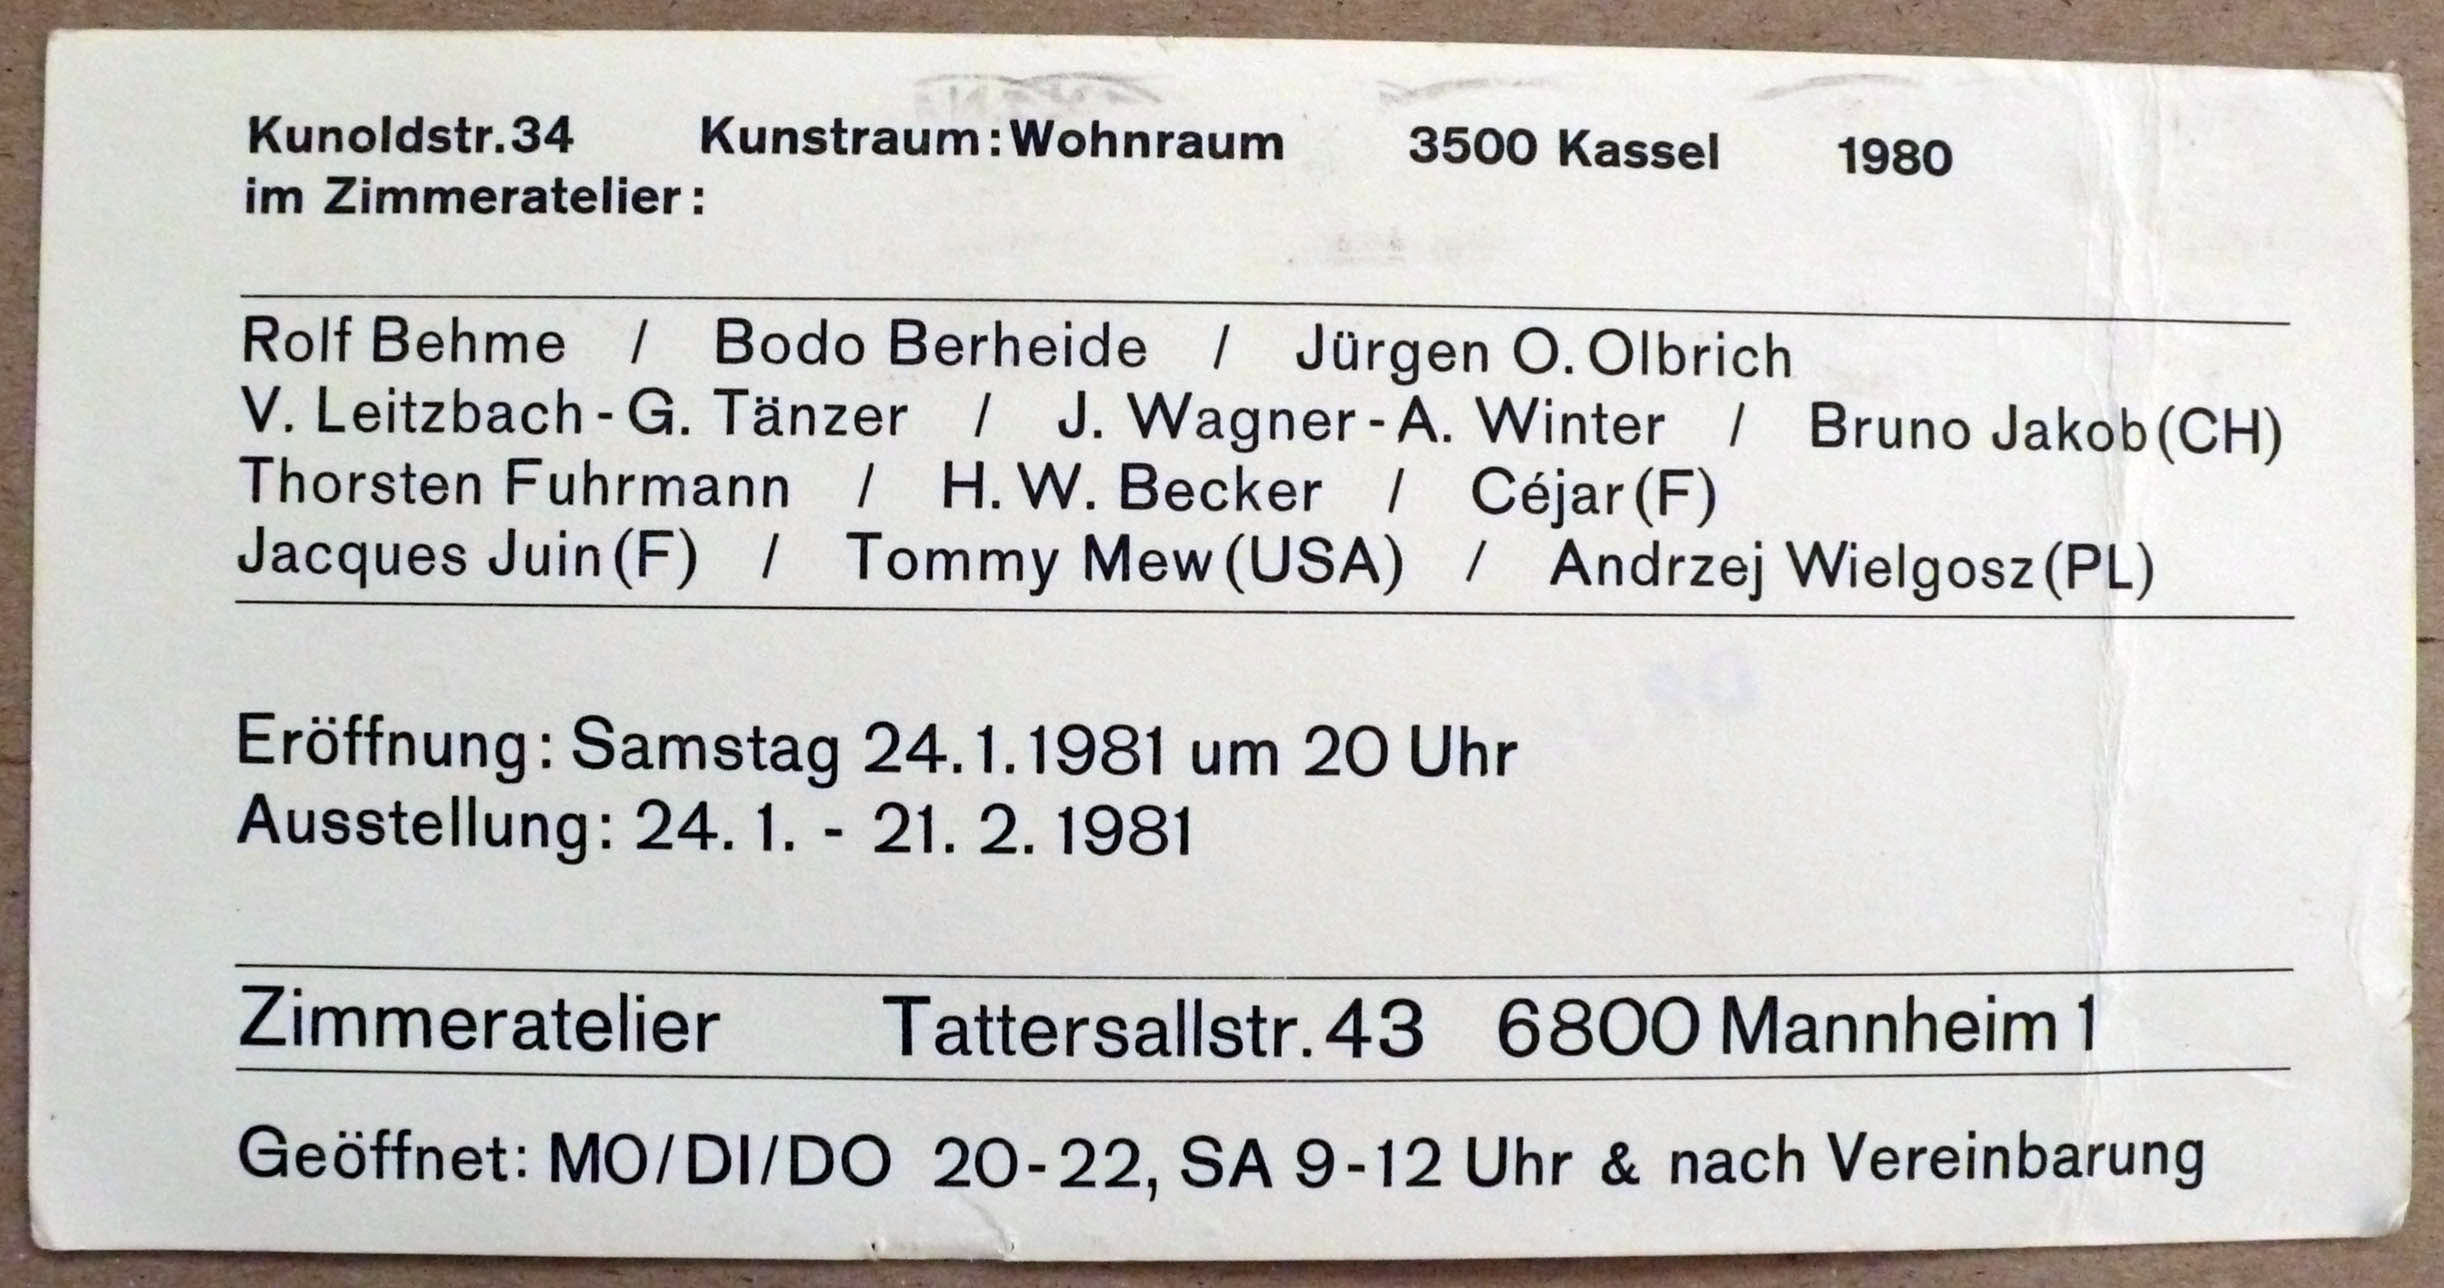 Kunoldstr.34 Kunstraum:Wohnraum 3500 Kassel 1980
im Zimmeratelier:
Rolf Behme / Bodo Berheide / Jürgen O. Olbrich
V. Leitzbach - G. Tänzer / J. Wagner - A. Winter / Bruno Jakob (CH)
Thorsten Fuhrmann / H. W. Becker / Céjar (F)
Jacques Juin (F) / Tommy Mew (USA) / Andrzej Wielgosz (PL)
Eröffnung: Samstag 24.1.1981 um 20 Uhr
Ausstellung: 24. 1. - 21. 2. 1981
Zimmeratelier Tattersallstr. 43 6800 Mannheim 1
Geöffnet: MO/DI/DO 20-22, SA 9-12 Uhr & nach Vereinbarung